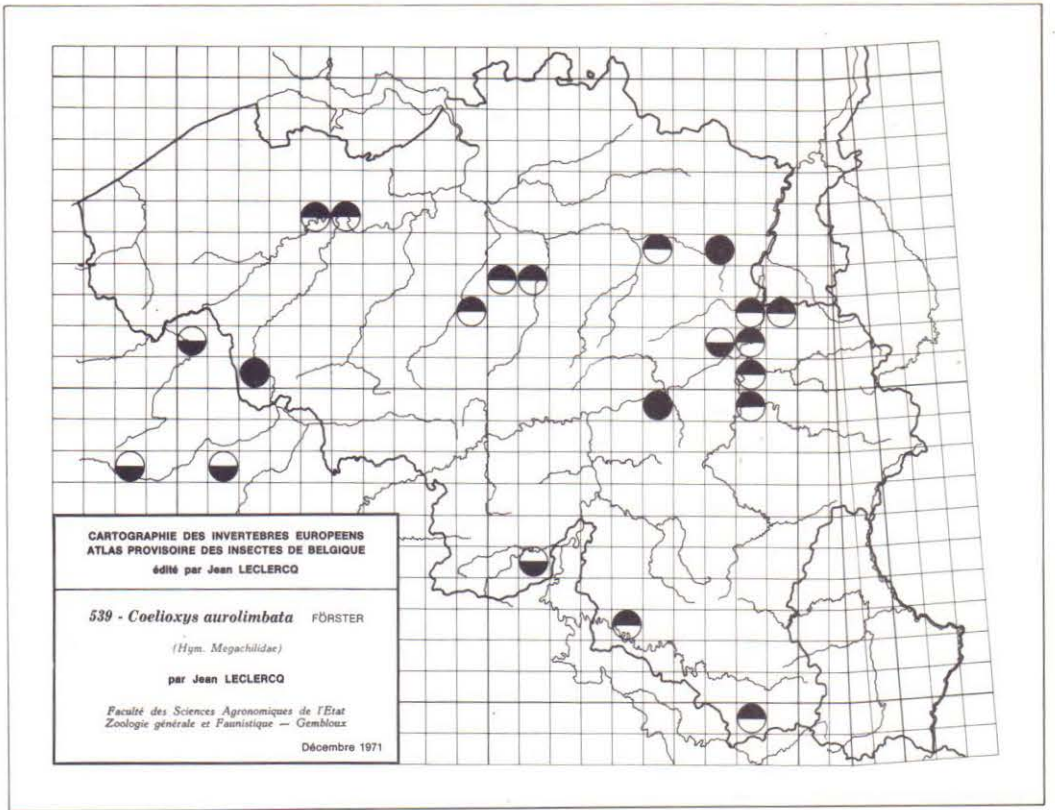 CARTOGRAPHIE DES INVERTEBRES EUROPEENS
ATLAS PROVISOIRE DES INSECTES DE BELGIQUE
édité par Jean LECLERCQ
539 - Coelioxys aurolimbata FÖRSTER
(Hym. Megachilidae)
par Jean LECLERCQ
Faculté des Sciences Agronomiques de l'Etat
Zoologie générale et Faunistique — Gembloux
Décembre 1971